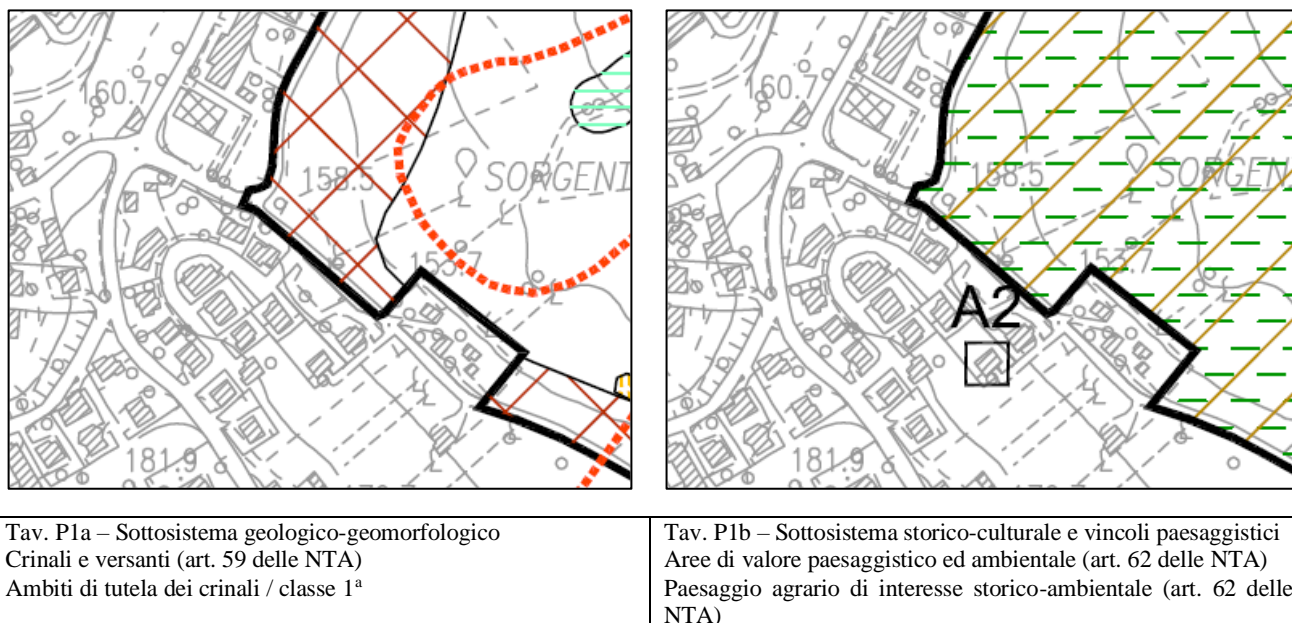 160.7
158.5
SORGENI
153.7
181.9
160.7
158.5
SORGEN
153.7
A2
181.9
Tav. P1a – Sottosistema geologico-geomorfologico
Crinali e versanti (art. 59 delle NTA)
Ambiti di tutela dei crinali / classe 1ª
Tav. P1b – Sottosistema storico-culturale e vincoli paesaggistici
Aree di valore paesaggistico ed ambientale (art. 62 delle NTA)
Paesaggio agrario di interesse storico-ambientale (art. 62 delle
NTA)